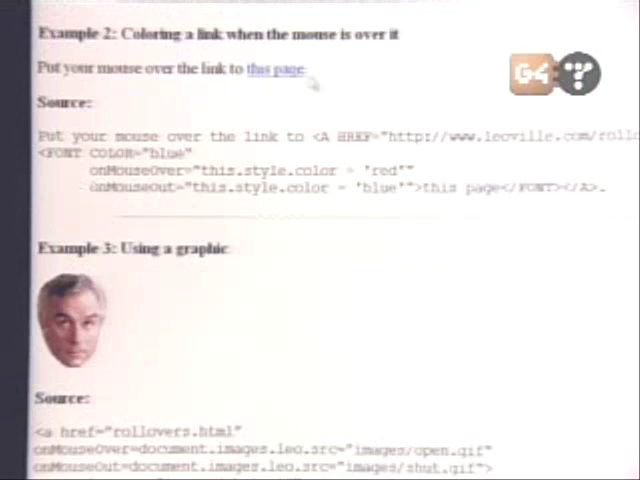 Example 2: Coloring a link when the mouse is over it
G4
Put your mouse over the link to this page.
Source:
Put your mouse over the link to <A HREF="http://www.leoville.com/rollo
<FONT COLOR="blue"
onMouseOver="this.style.color = 'red'"
onMouseOut="this.style.color = 'blue'">this page</FONT></A>.
Example 3: Using a graphic
Source:
<a href="rollovers.html"
onMouseOver=document.images.leo.src="images/open.gif"
onMouseOut=document.images.leo.src="images/shut.gif">